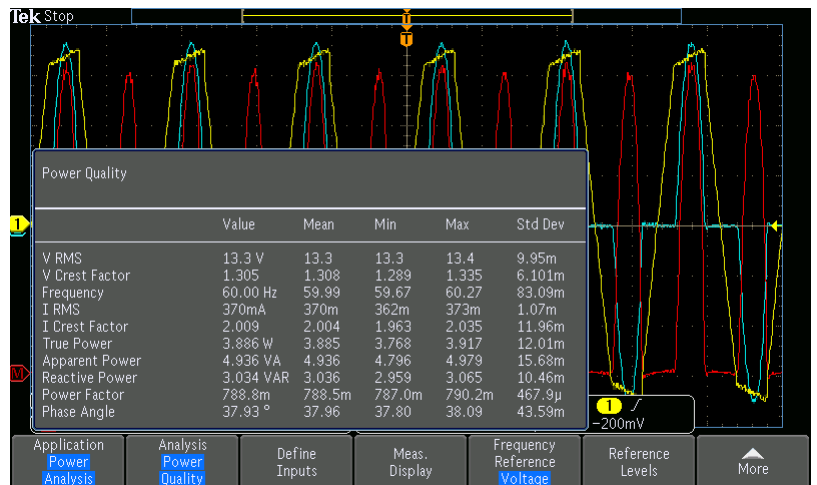 Tek Stop
T
T
1
Power Quality
Value Mean Min Max Std Dev
V RMS 13.3 V 13.3 13.3 13.4 9.95m
V Crest Factor 1.305 1.308 1.289 1.335 6.101m
Frequency 60.00 Hz 59.99 59.67 60.27 83.09m
I RMS 370mA 370m 362m 373m 1.07m
I Crest Factor 2.009 2.004 1.963 2.035 11.96m
True Power 3.886 W 3.885 3.768 3.917 12.01m
Apparent Power 4.936 VA 4.936 4.796 4.979 15.68m
Reactive Power 3.034 VAR 3.036 2.959 3.065 10.46m
M
Power Factor 788.8m 788.5m 787.0m 790.2m 467.9µ
Phase Angle 37.93 ° 37.96 37.80 38.09 43.59m
1
-200mV
Application
Power
Analysis
Analysis
Power
Quality
Define
Inputs
Meas.
Display
Frequency
Reference
Voltage
Reference
Levels
More